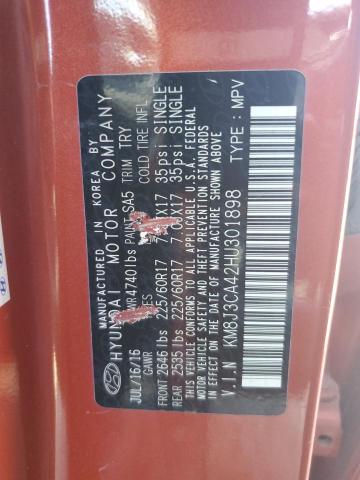 MANUFACTURED IN KOREA BY
HYUNDAI MOTOR COMPANY
JUL/16/16 4740lbs PAINT SA5 TRIM TRY
GAWR COLD TIRE INFL.
FRONT 2646lbs 225/60R17 35psi SINGLE
REAR 2535lbs 225/60R17 7.0JX17 35psi SINGLE
THIS VEHICLE CONFORMS TO ALL APPLICABLE U.S.A. FEDERAL
MOTOR VEHICLE SAFETY AND THEFT PREVENTION STANDARDS
IN EFFECT ON THE DATE OF MANUFACTURE SHOWN ABOVE
V.I.N KM8J3CA42HU301898 TYPE : MPV